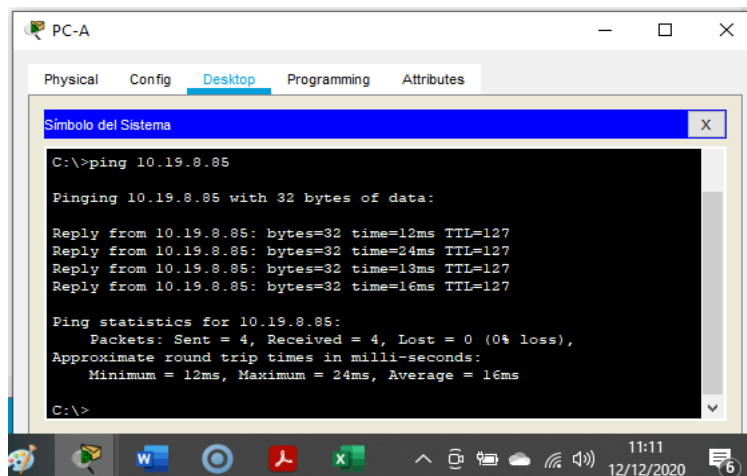 PC-A
Physical Config Desktop Programming Attributes
Símbolo del Sistema X
C:\>ping 10.19.8.85
Pinging 10.19.8.85 with 32 bytes of data:
Reply from 10.19.8.85: bytes=32 time=12ms TTL=127
Reply from 10.19.8.85: bytes=32 time=24ms TTL=127
Reply from 10.19.8.85: bytes=32 time=13ms TTL=127
Reply from 10.19.8.85: bytes=32 time=16ms TTL=127
Ping statistics for 10.19.8.85:
Packets: Sent = 4, Received = 4, Lost = 0 (0% loss),
Approximate round trip times in milli-seconds:
Minimum = 12ms, Maximum = 24ms, Average = 16ms
C:\>
11:11
12/12/2020
6